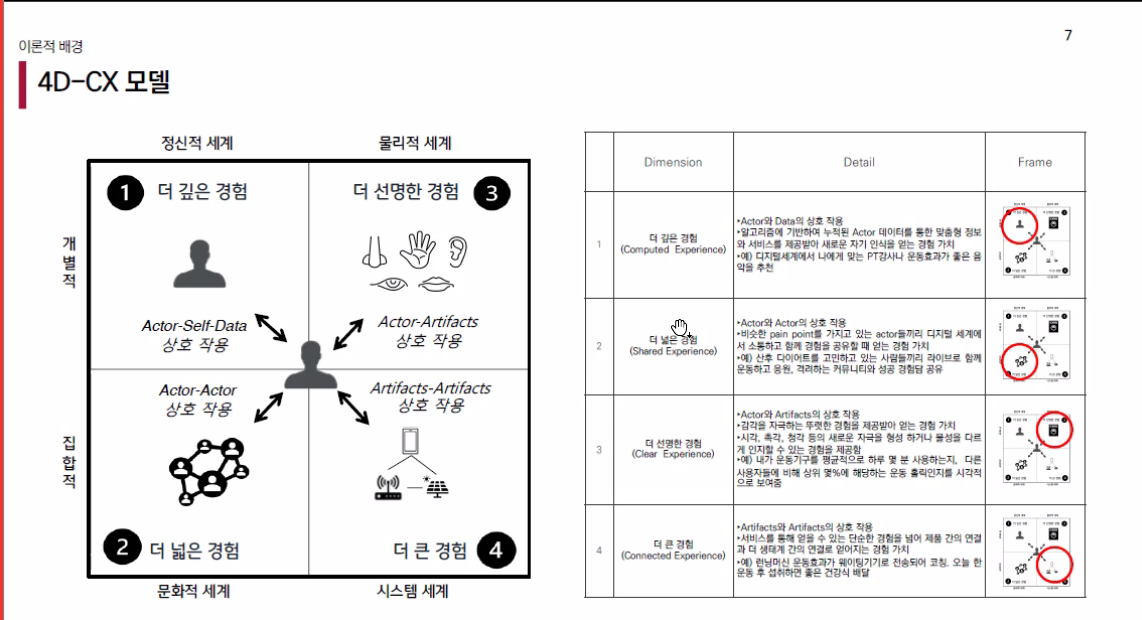 7
이론적 배경
4D-CX 모델
정신적 세계
물리적 세계
개별적
집합적
1 더 깊은 경험
더 선명한 경험 3
Actor-Self-Data
상호 작용
Actor-Artifacts
상호 작용
Actor-Actor
상호 작용
Artifacts-Artifacts
상호 작용
2 더 넓은 경험
더 큰 경험 4
문화적 세계
시스템 세계
Dimension
Detail
Frame
1
더 깊은 경험
(Computed Experience)
▸Actor와 Data의 상호 작용
▸알고리즘에 기반하여 누적된 Actor 데이터를 통한 맞춤형 정보
와 서비스를 제공받아 새로운 자기 인식을 얻는 경험 가치
▸예) 디지털세계에서 나에게 맞는 PT강사나 운동효과가 좋은 음
악을 추천
2
더 넓은 경험
(Shared Experience)
▸Actor와 Actor의 상호 작용
▸비슷한 pain point를 가지고 있는 actor들끼리 디지털 세계에
서 소통하고 함께 경험을 공유할 때 얻는 경험 가치
▸예) 산후 다이어트를 고민하고 있는 사람들끼리 라이브로 함께
운동하고 응원, 격려하는 커뮤니티와 성공 경험담 공유
3
더 선명한 경험
(Clear Experience)
▸Actor와 Artifacts의 상호 작용
▸감각을 자극하는 뚜렷한 경험을 제공받아 얻는 경험 가치
▸시각, 촉각, 청각 등의 새로운 자극을 형성 하거나 물성을 다르
게 인지할 수 있는 경험을 제공함
▸예) 내가 운동기구를 평균적으로 하루 몇 분 사용하는지, 다른
사용자들에 비해 상위 몇%에 해당하는 운동 홀릭인지를 시각적
으로 보여줌
4
더 큰 경험
(Connected Experience)
▸Artifacts와 Artifacts의 상호 작용
▸서비스를 통해 얻을 수 있는 단순한 경험을 넘어 제품 간의 연결
과 더 생태계 간의 연결로 얻어지는 경험 가치
▸예) 런닝머신 운동효과가 웨이팅기기로 전송되어 코칭. 오늘 한
운동 후 섭취하면 좋은 건강식 배달